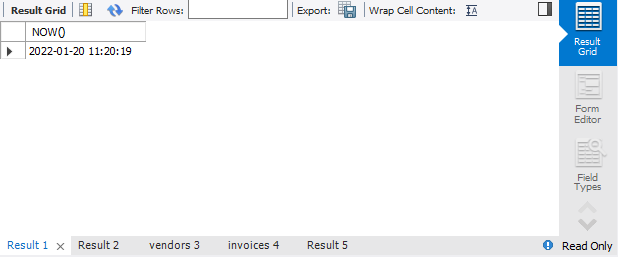 Result Grid Filter Rows: Export: Wrap Cell Content: IA
NOW()
2022-01-20 11:20:19
Result
Grid
Form
Editor
Field
Types
Result 1 × Result 2 vendors 3 invoices 4 Result 5 Read Only